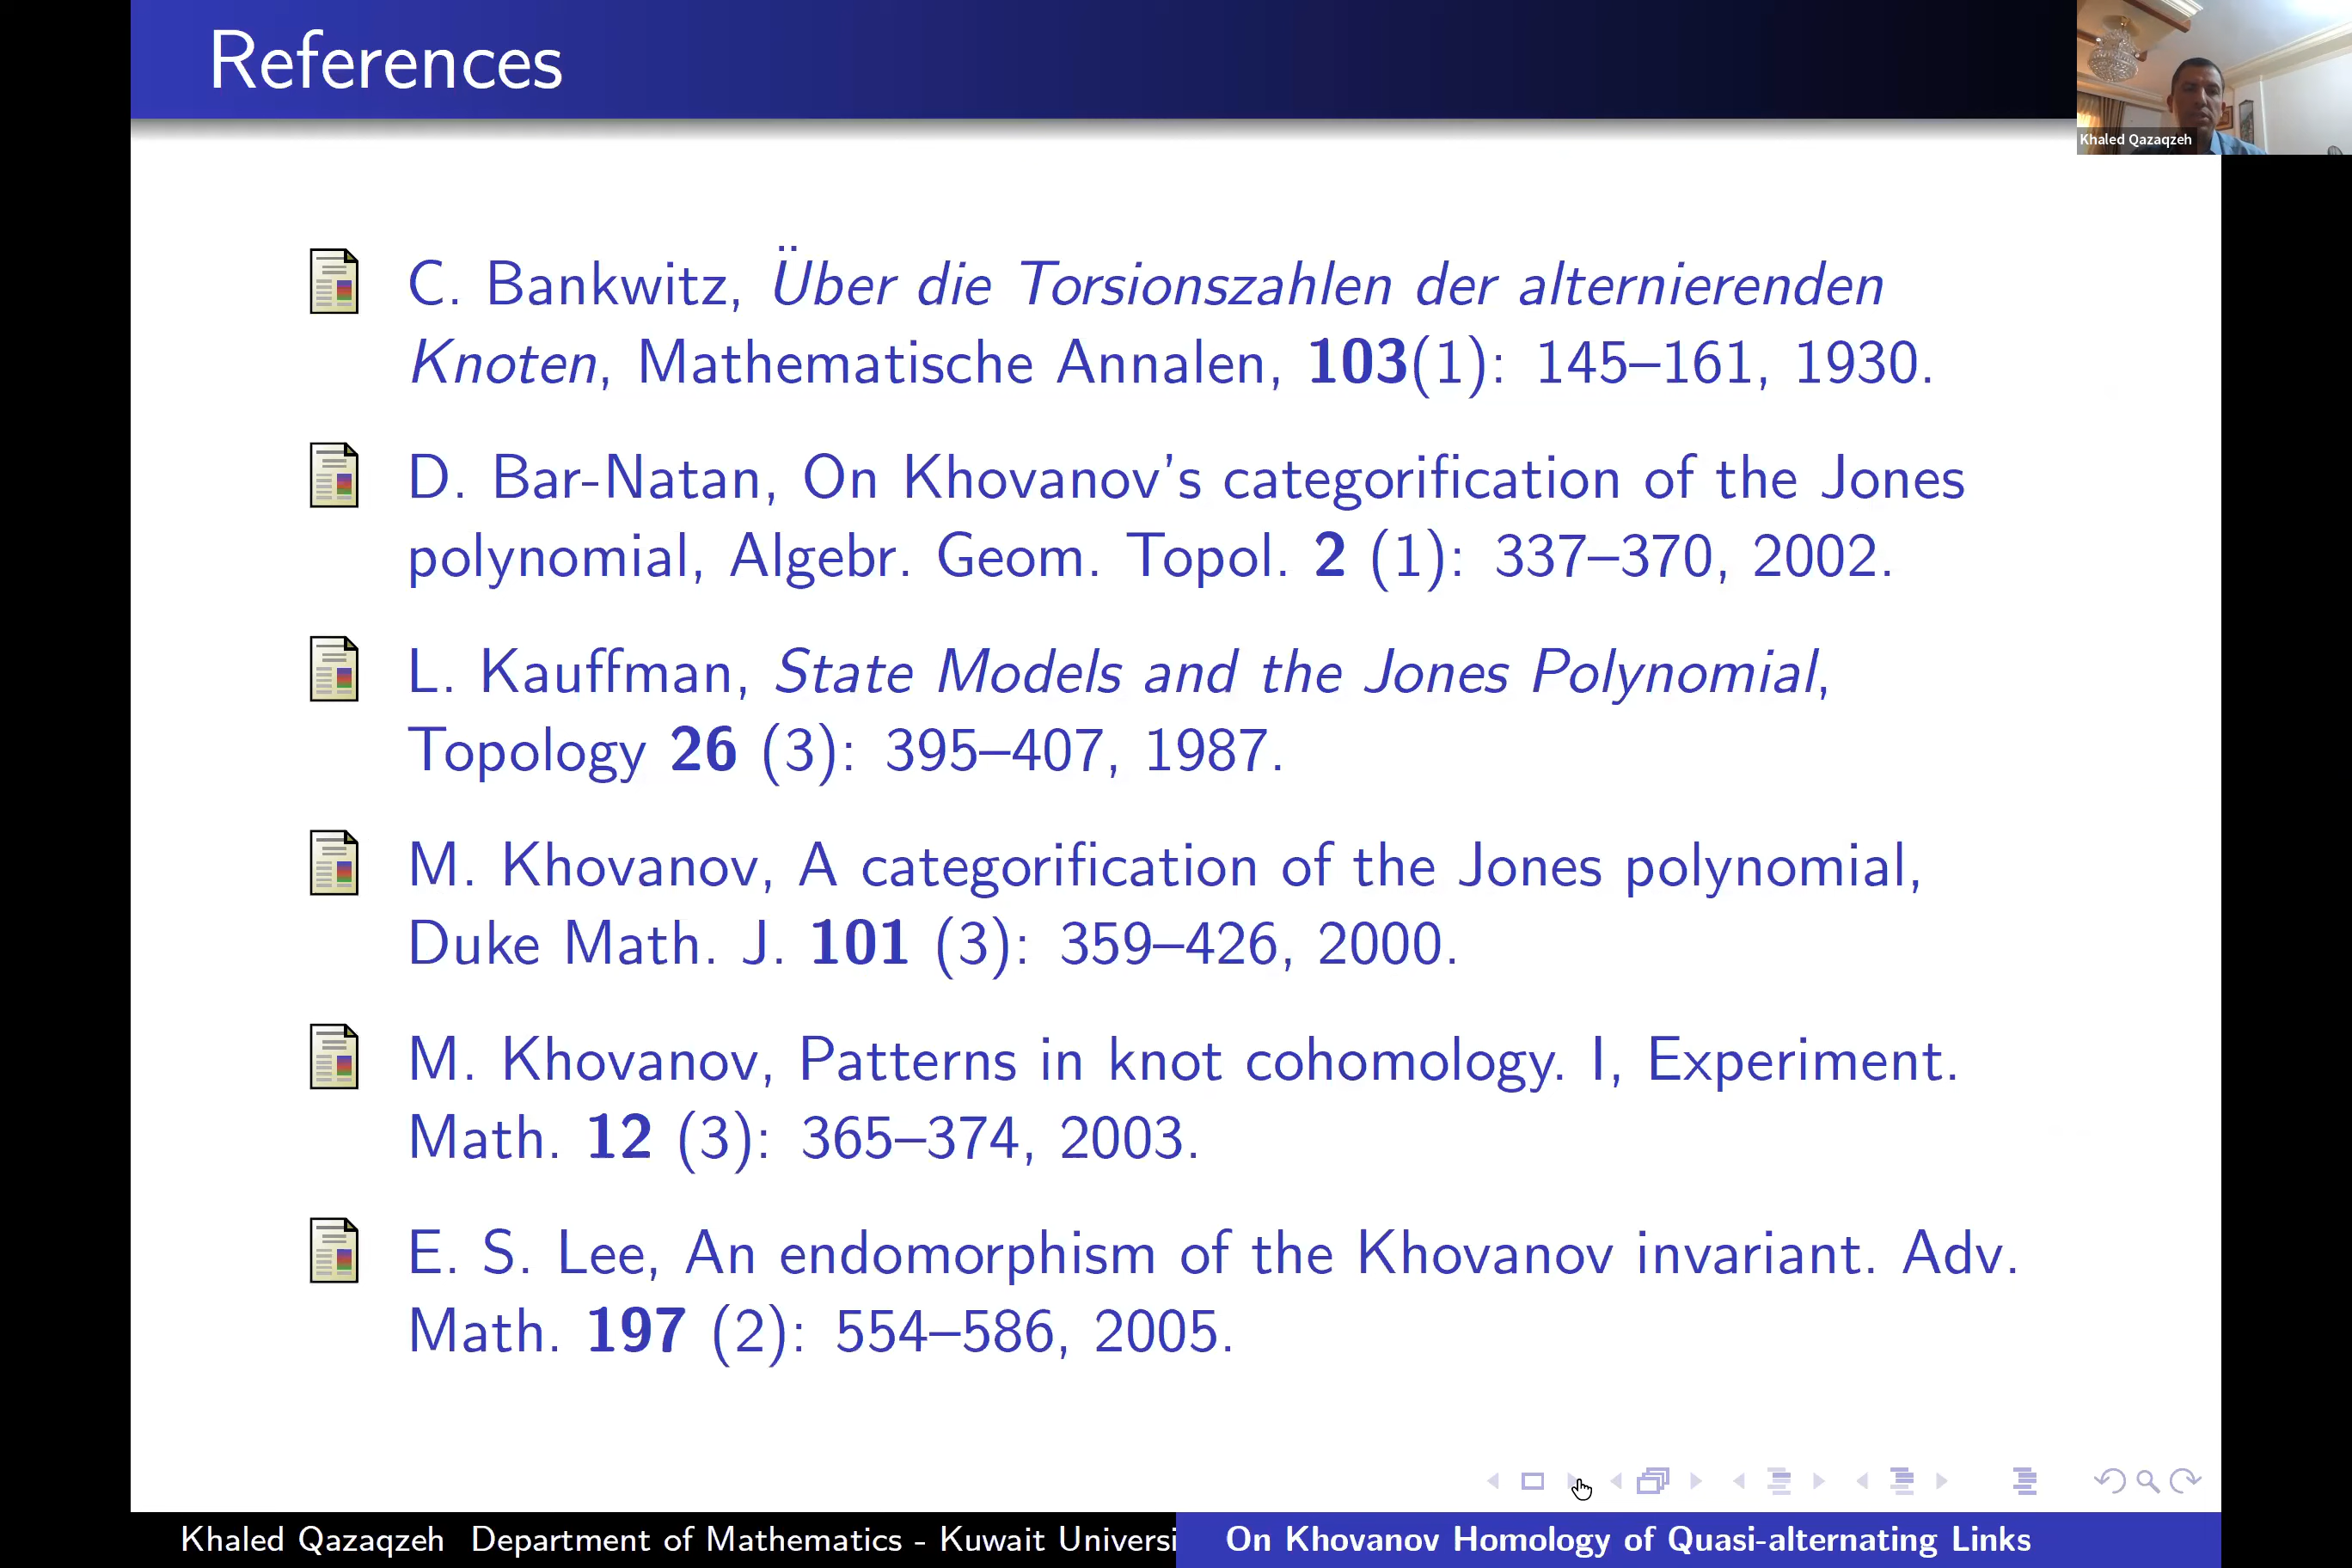 References
Khaled Qazaqzeh
C. Bankwitz, Über die Torsionszahlen der alternierenden
Knoten, Mathematische Annalen, 103(1): 145–161, 1930.
D. Bar-Natan, On Khovanov's categorification of the Jones
polynomial, Algebr. Geom. Topol. 2 (1): 337–370, 2002.
L. Kauffman, State Models and the Jones Polynomial,
Topology 26 (3): 395–407, 1987.
M. Khovanov, A categorification of the Jones polynomial,
Duke Math. J. 101 (3): 359–426, 2000.
M. Khovanov, Patterns in knot cohomology. I, Experiment.
Math. 12 (3): 365–374, 2003.
E. S. Lee, An endomorphism of the Khovanov invariant. Adv.
Math. 197 (2): 554–586, 2005.
Khaled Qazaqzeh Department of Mathematics - Kuwait Universi On Khovanov Homology of Quasi-alternating Links